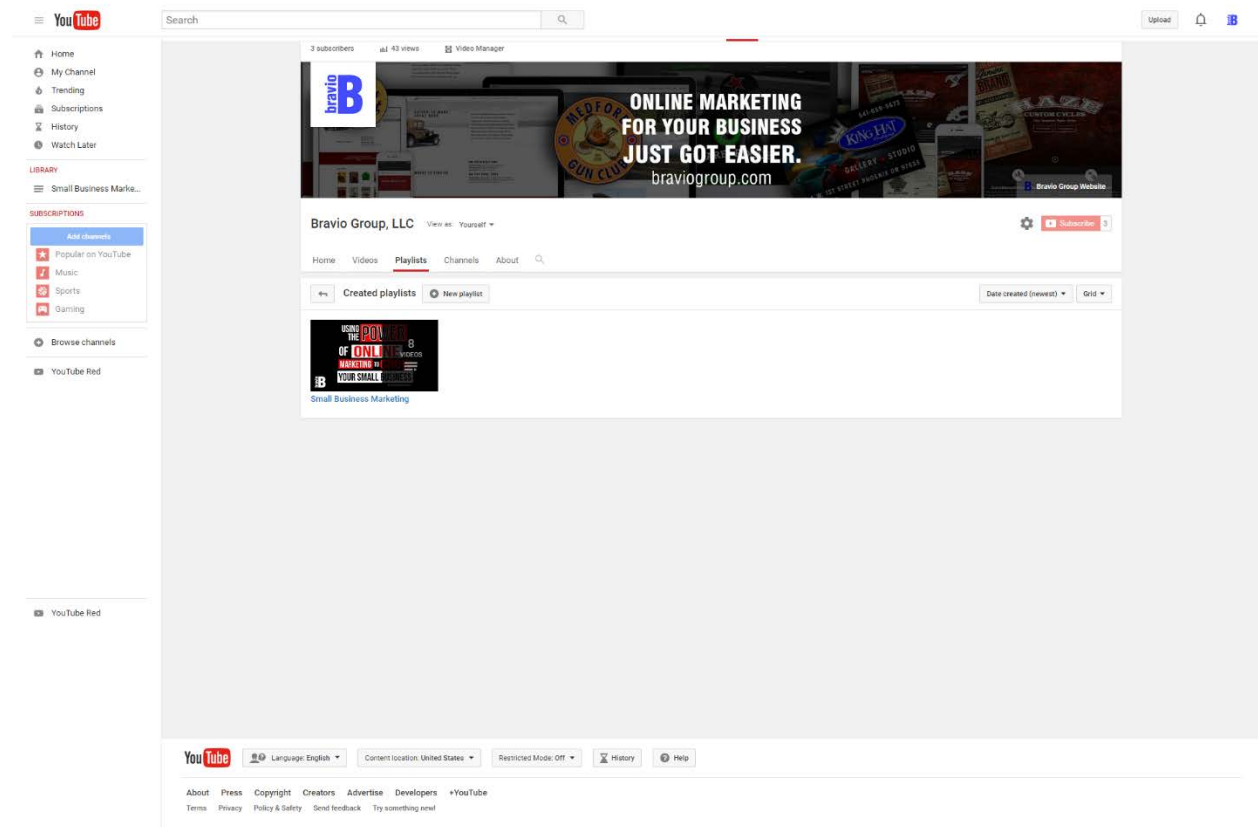 YouTube
Search
Upload
B
Home
My Channel
Trending
Subscriptions
History
Watch Later
LIBRARY
Small Business Marke...
SUBSCRIPTIONS
Add channels
Popular on YouTube
Music
Sports
Gaming
Browse channels
YouTube Red
YouTube Red
3 subscribers 43 views Video Manager
bravio B
ONLINE MARKETING
FOR YOUR BUSINESS
JUST GOT EASIER.
braviogroup.com
MEDFORD
GUN CLUB
KING HAT
GALLERY + STUDIO
HAZE
CUSTOM CYCLES
B Bravio Group Website
Bravio Group, LLC View as: Yourself
Subscribe 3
Home Videos Playlists Channels About
Created playlists New playlist Date created (newest) Grid
USING
THE POWER
OF ONLINE
MARKETING
YOUR SMALL BUSINESS
B
8
VIDEOS
Small Business Marketing
YouTube Language: English Content location: United States Restricted Mode: Off History Help
About Press Copyright Creators Advertise Developers +YouTube
Terms Privacy Policy & Safety Send feedback Try something new!